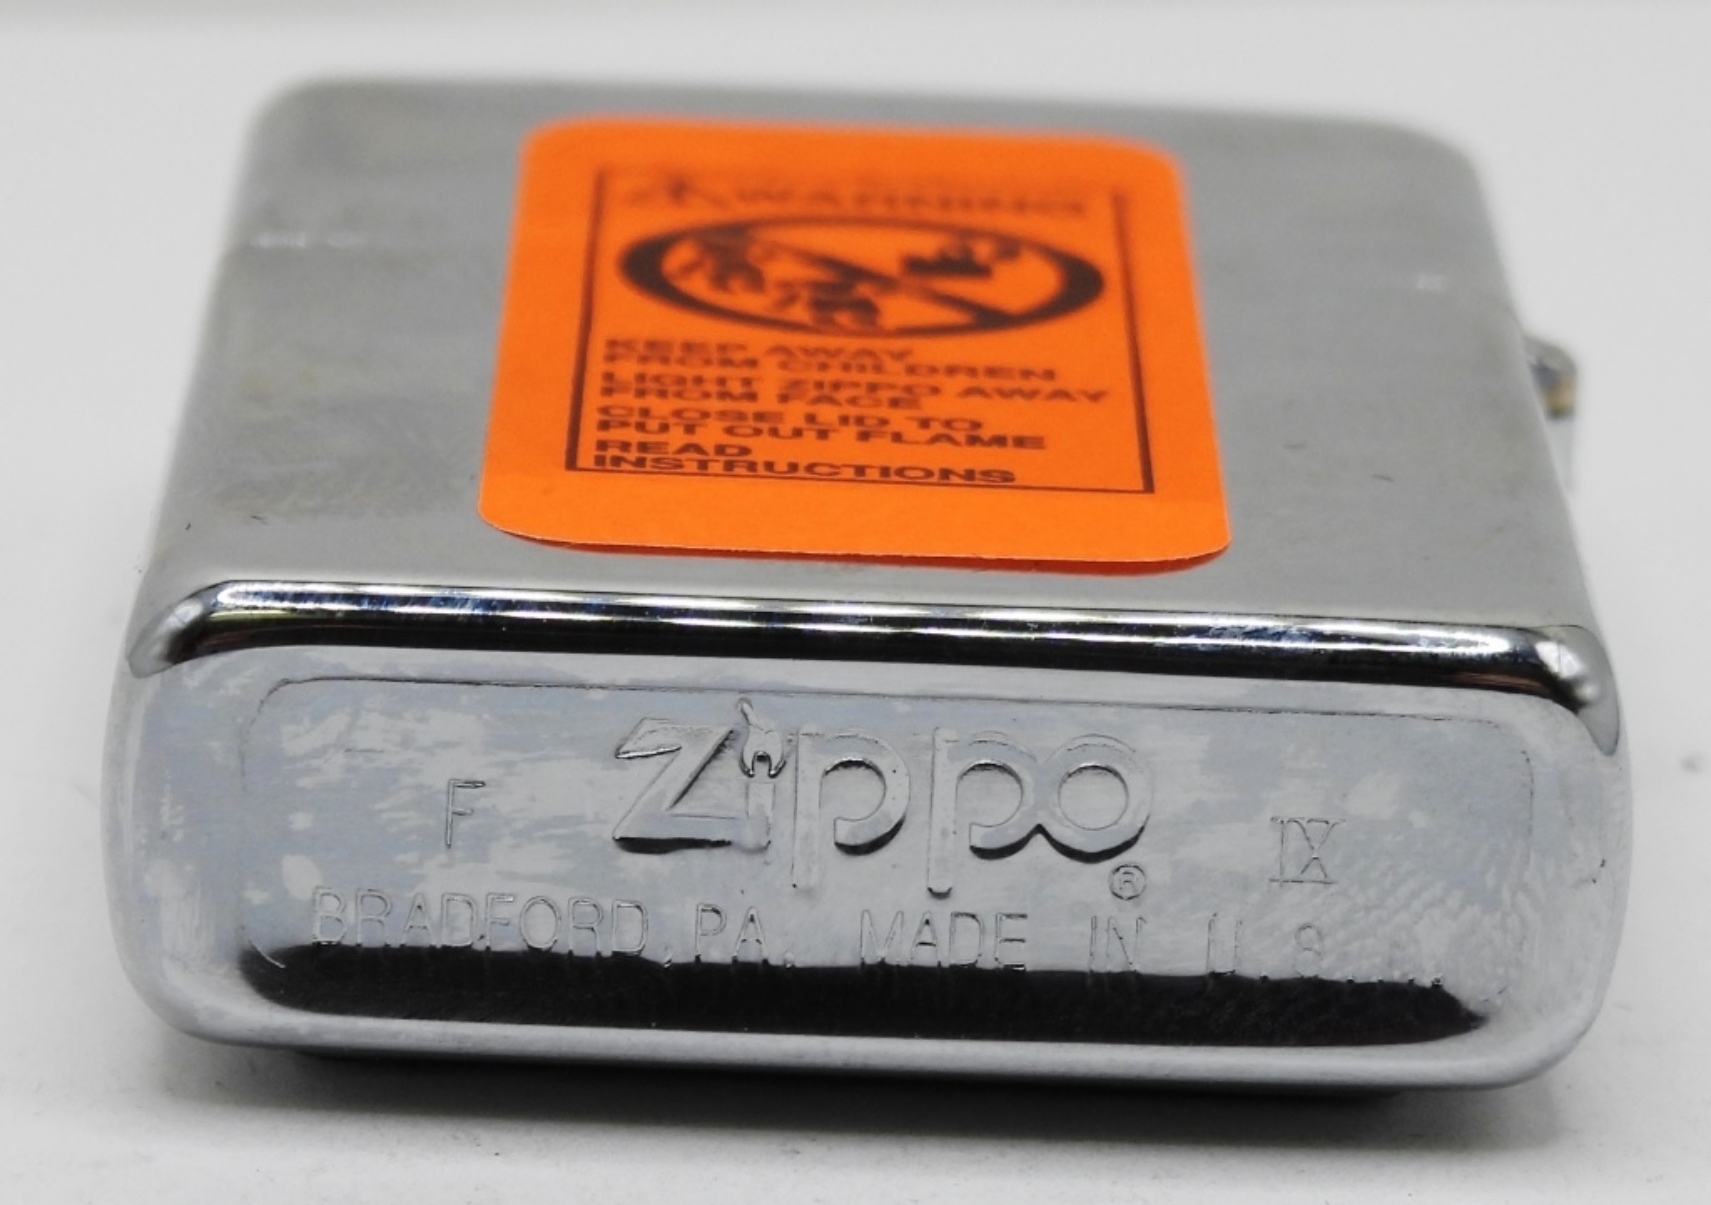 WARNING
KEEP AWAY
FROM CHILDREN
LIGHT ZIPPO AWAY
FROM FACE
CLOSE LID TO
PUT OUT FLAME
READ
INSTRUCTIONS
F Zippo ® IX
BRADFORD, PA. MADE IN U.S.A.